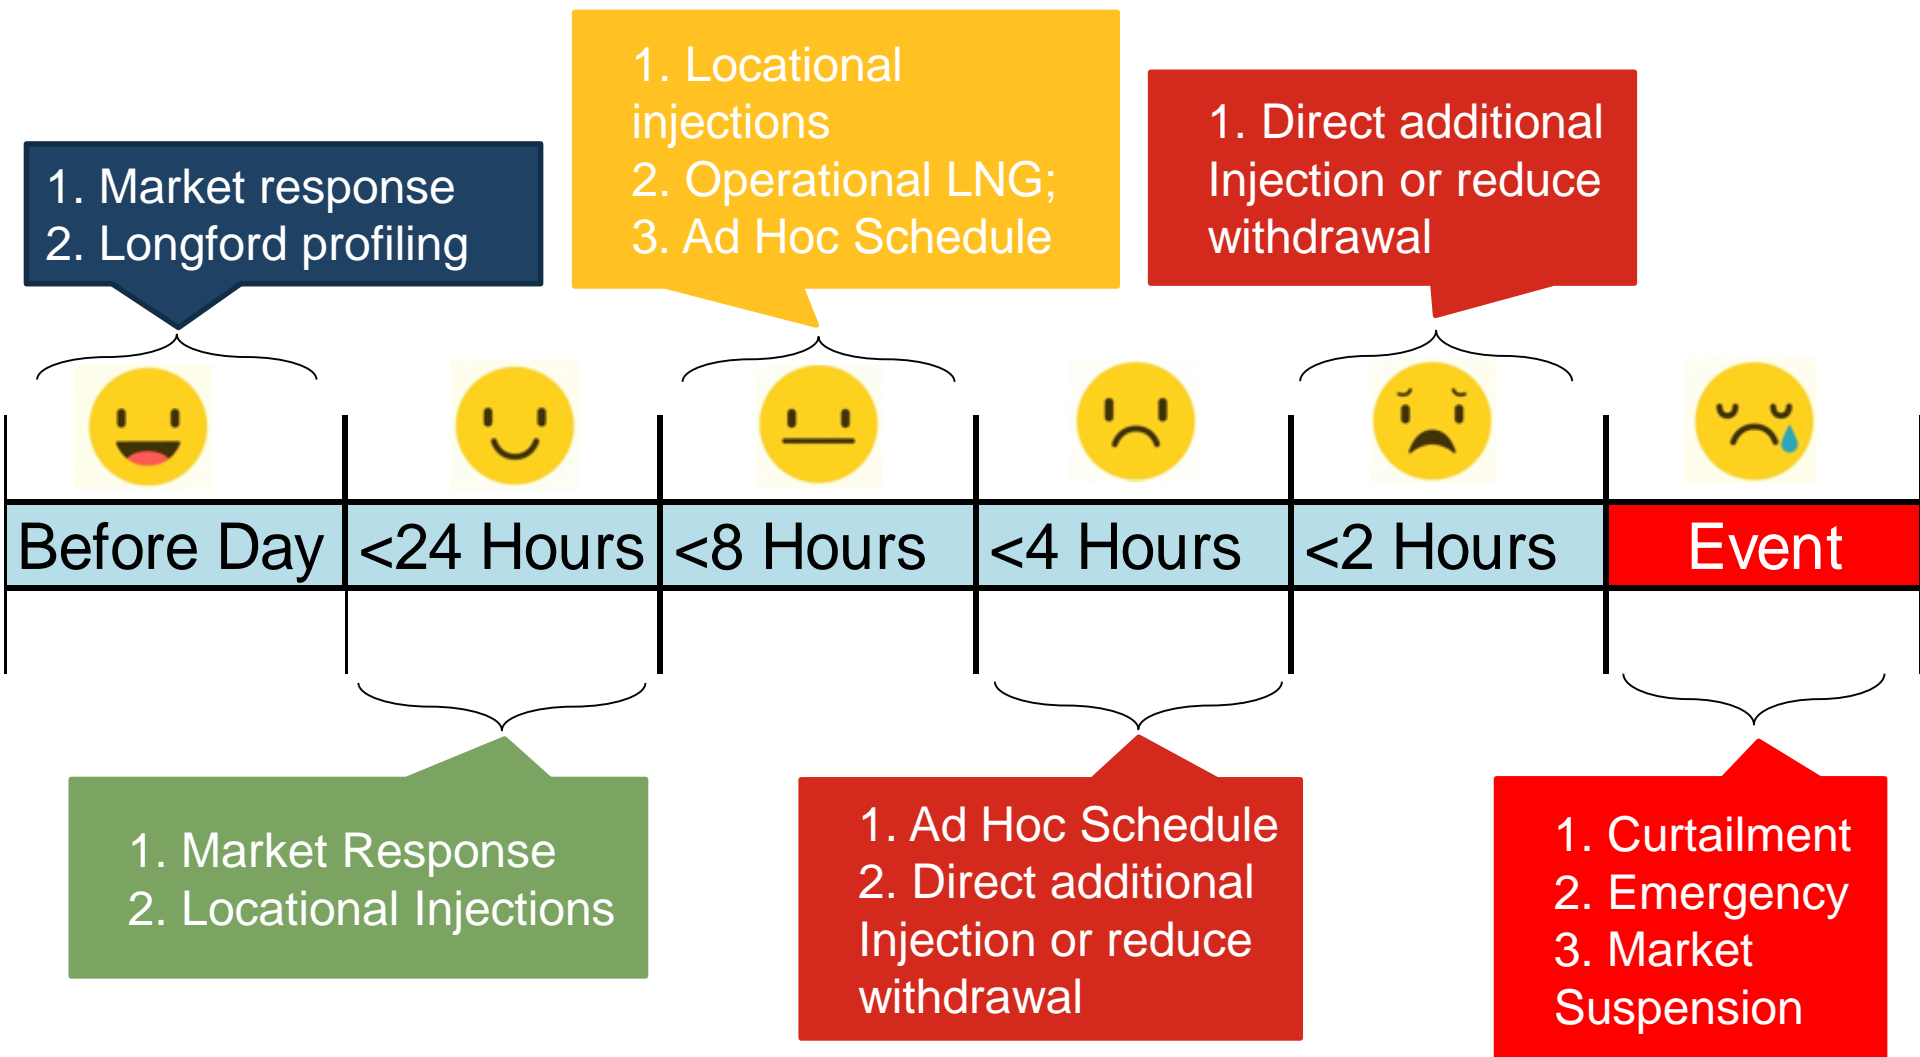 1. Locational
injections
2. Operational LNG;
3. Ad Hoc Schedule
1. Direct additional
Injection or reduce
withdrawal
1. Market response
2. Longford profiling
Before Day
<24 Hours
<8 Hours
<4 Hours
<2 Hours
Event
1. Market Response
2. Locational Injections
1. Ad Hoc Schedule
2. Direct additional
Injection or reduce
withdrawal
1. Curtailment
2. Emergency
3. Market
Suspension